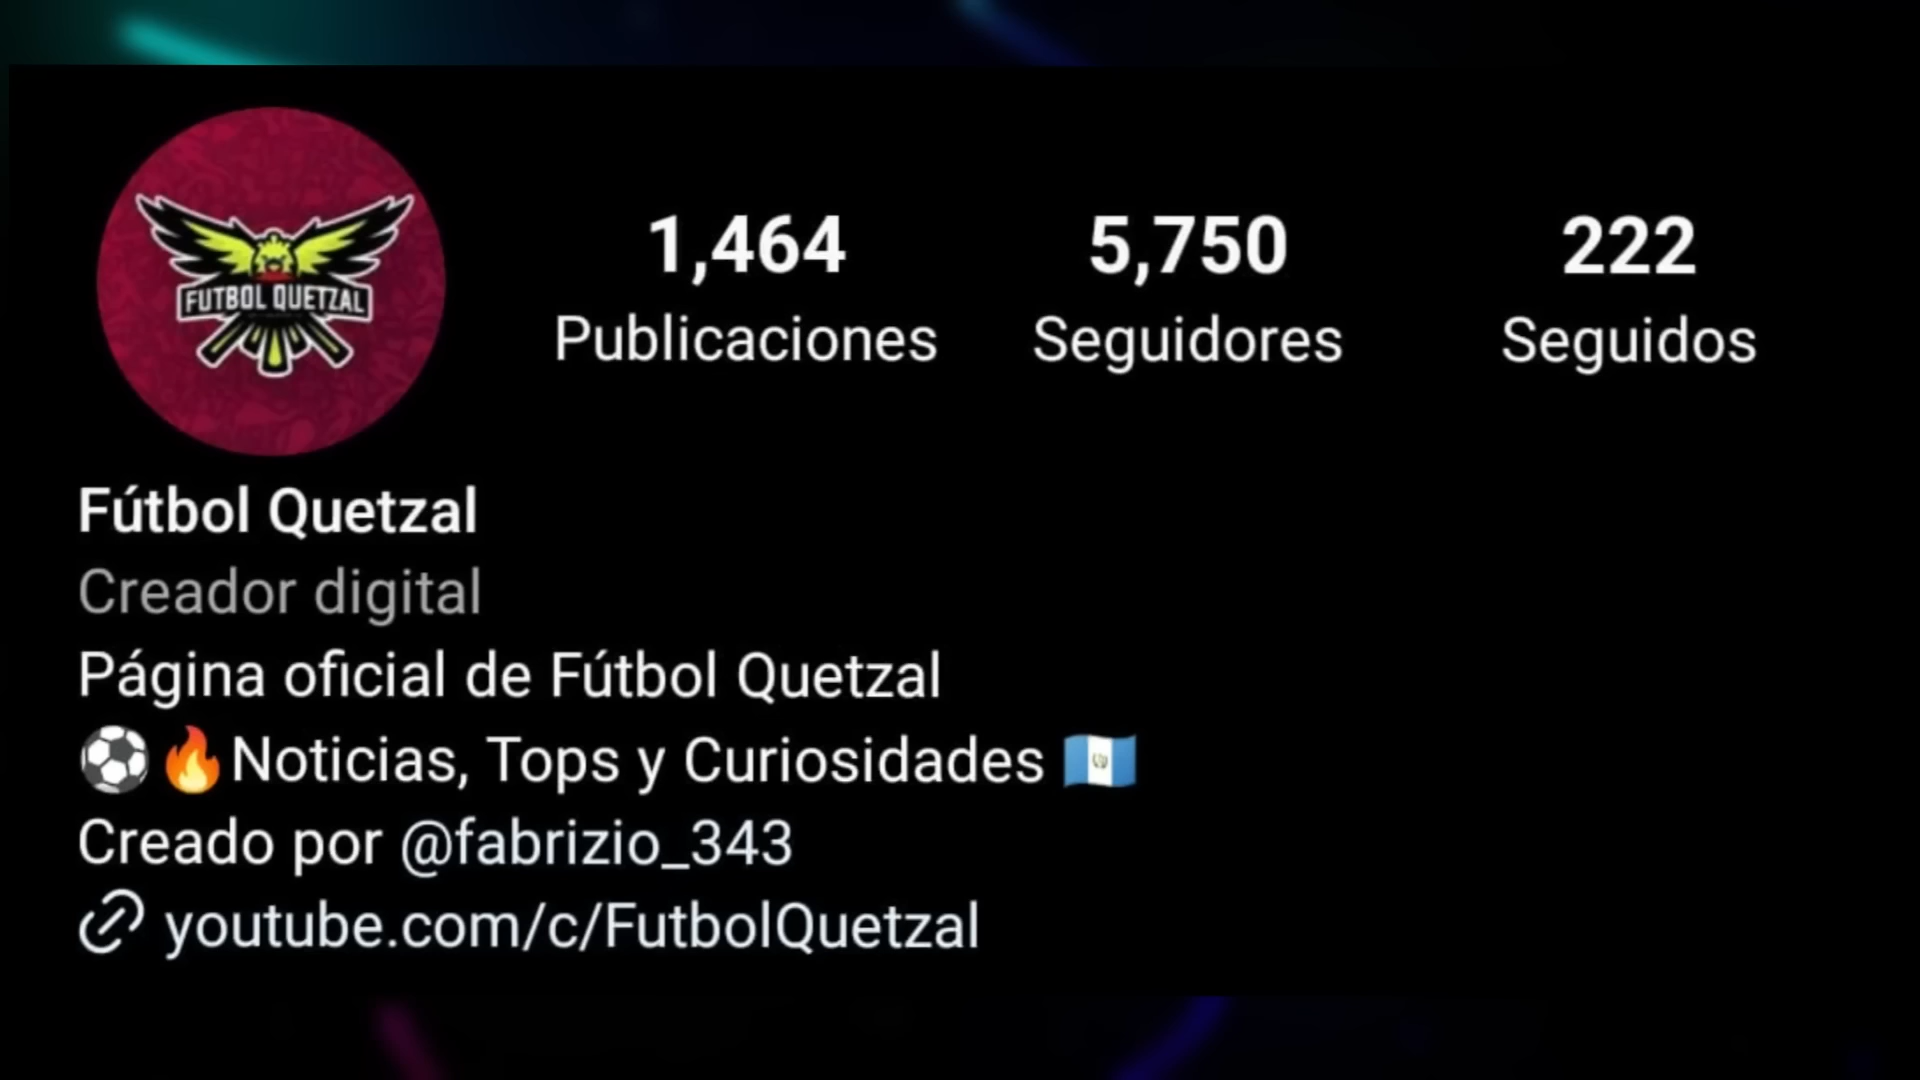 FUTBOL QUETZAL
1,464 5,750 222
Publicaciones Seguidores Seguidos
Fútbol Quetzal
Creador digital
Página oficial de Fútbol Quetzal
⚽🔥Noticias, Tops y Curiosidades 🇬🇹
Creado por @fabrizio_343
youtube.com/c/FutbolQuetzal